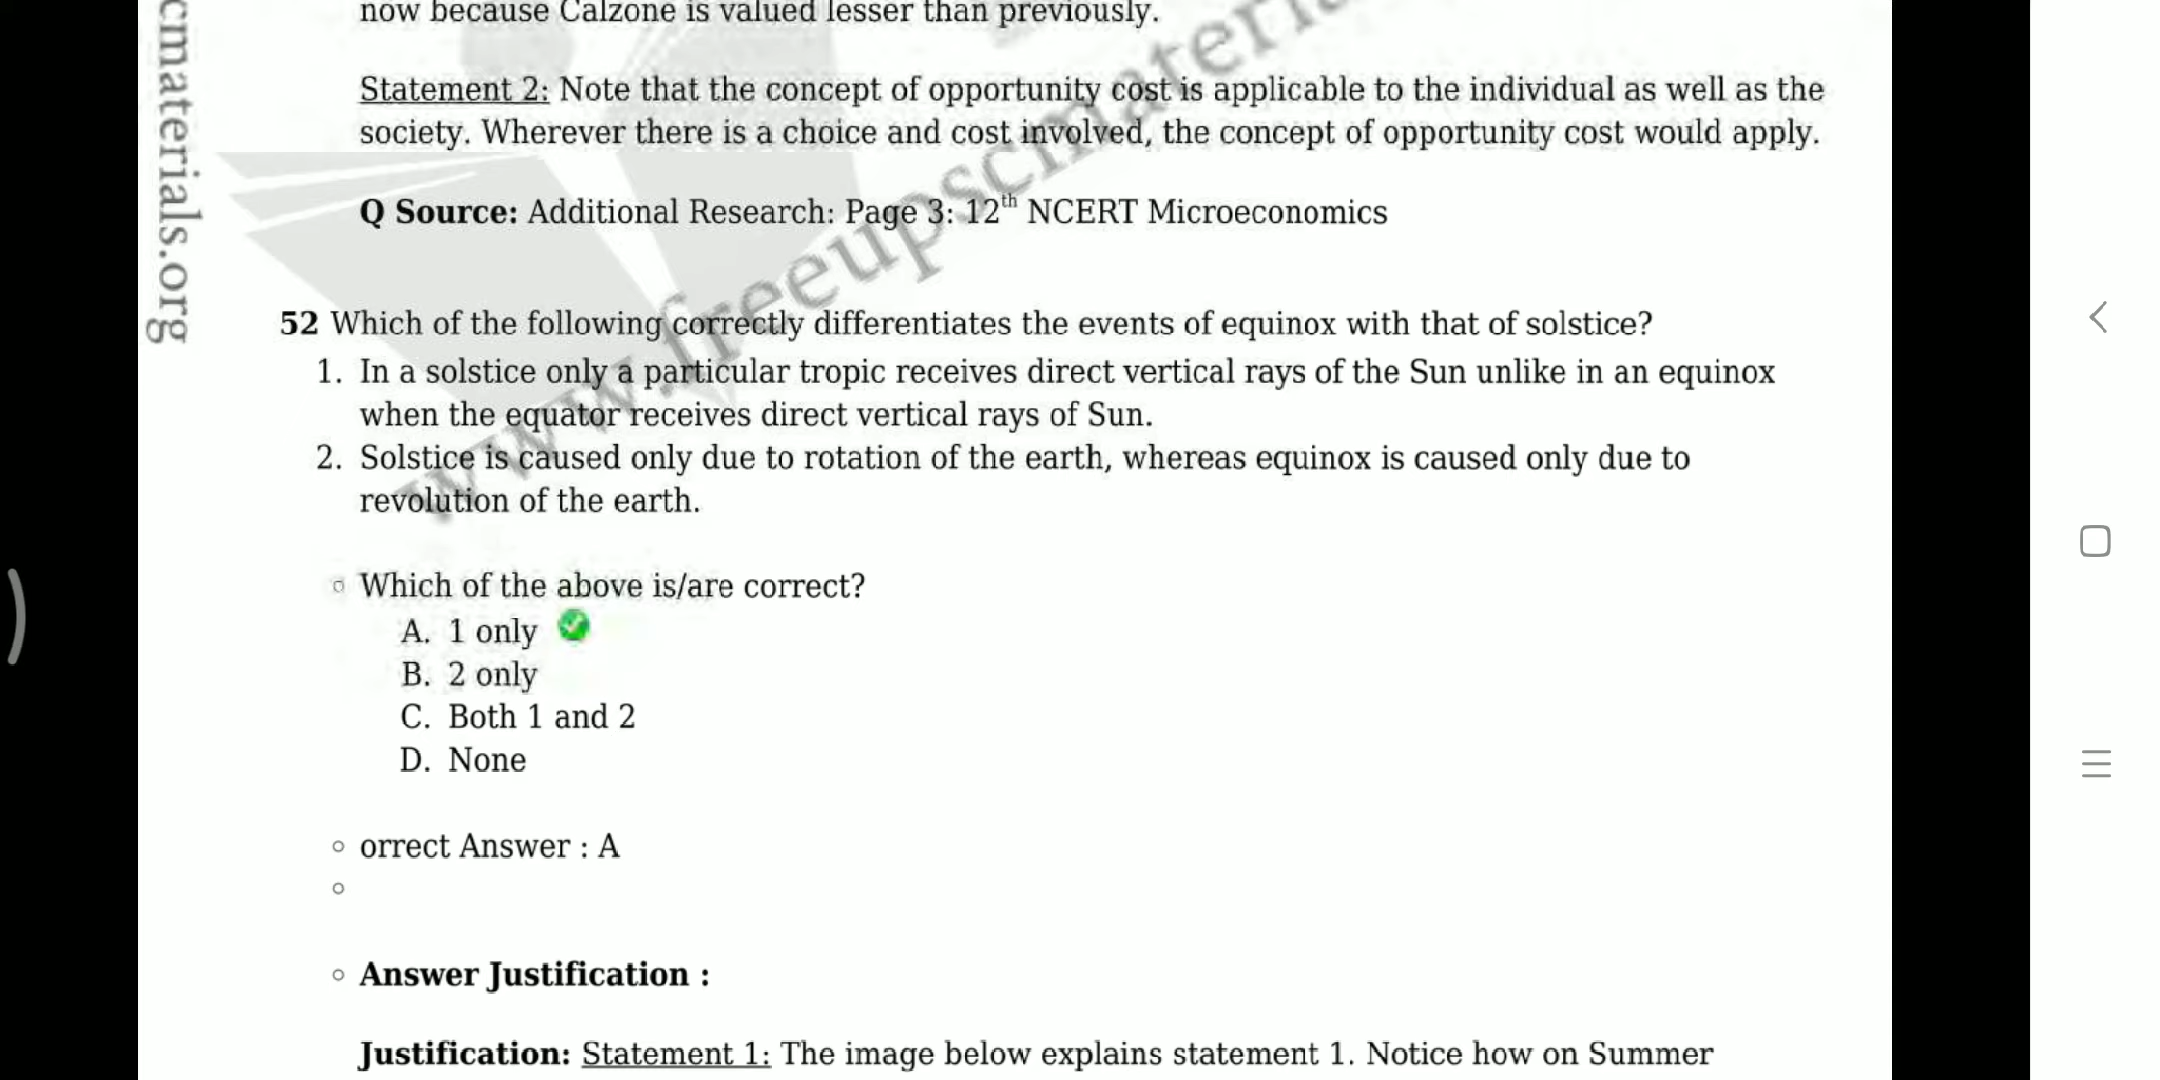 now because Calzone is valued lesser than previously.
Statement 2: Note that the concept of opportunity cost is applicable to the individual as well as the
society. Wherever there is a choice and cost involved, the concept of opportunity cost would apply.
Q Source: Additional Research: Page 3: 12th NCERT Microeconomics
52 Which of the following correctly differentiates the events of equinox with that of solstice?
1. In a solstice only a particular tropic receives direct vertical rays of the Sun unlike in an equinox
when the equator receives direct vertical rays of Sun.
2. Solstice is caused only due to rotation of the earth, whereas equinox is caused only due to
revolution of the earth.
Which of the above is/are correct?
A. 1 only
B. 2 only
C. Both 1 and 2
D. None
orrect Answer : A
Answer Justification :
Justification: Statement 1: The image below explains statement 1. Notice how on Summer
cmaterials.org
www.freeupscmateria